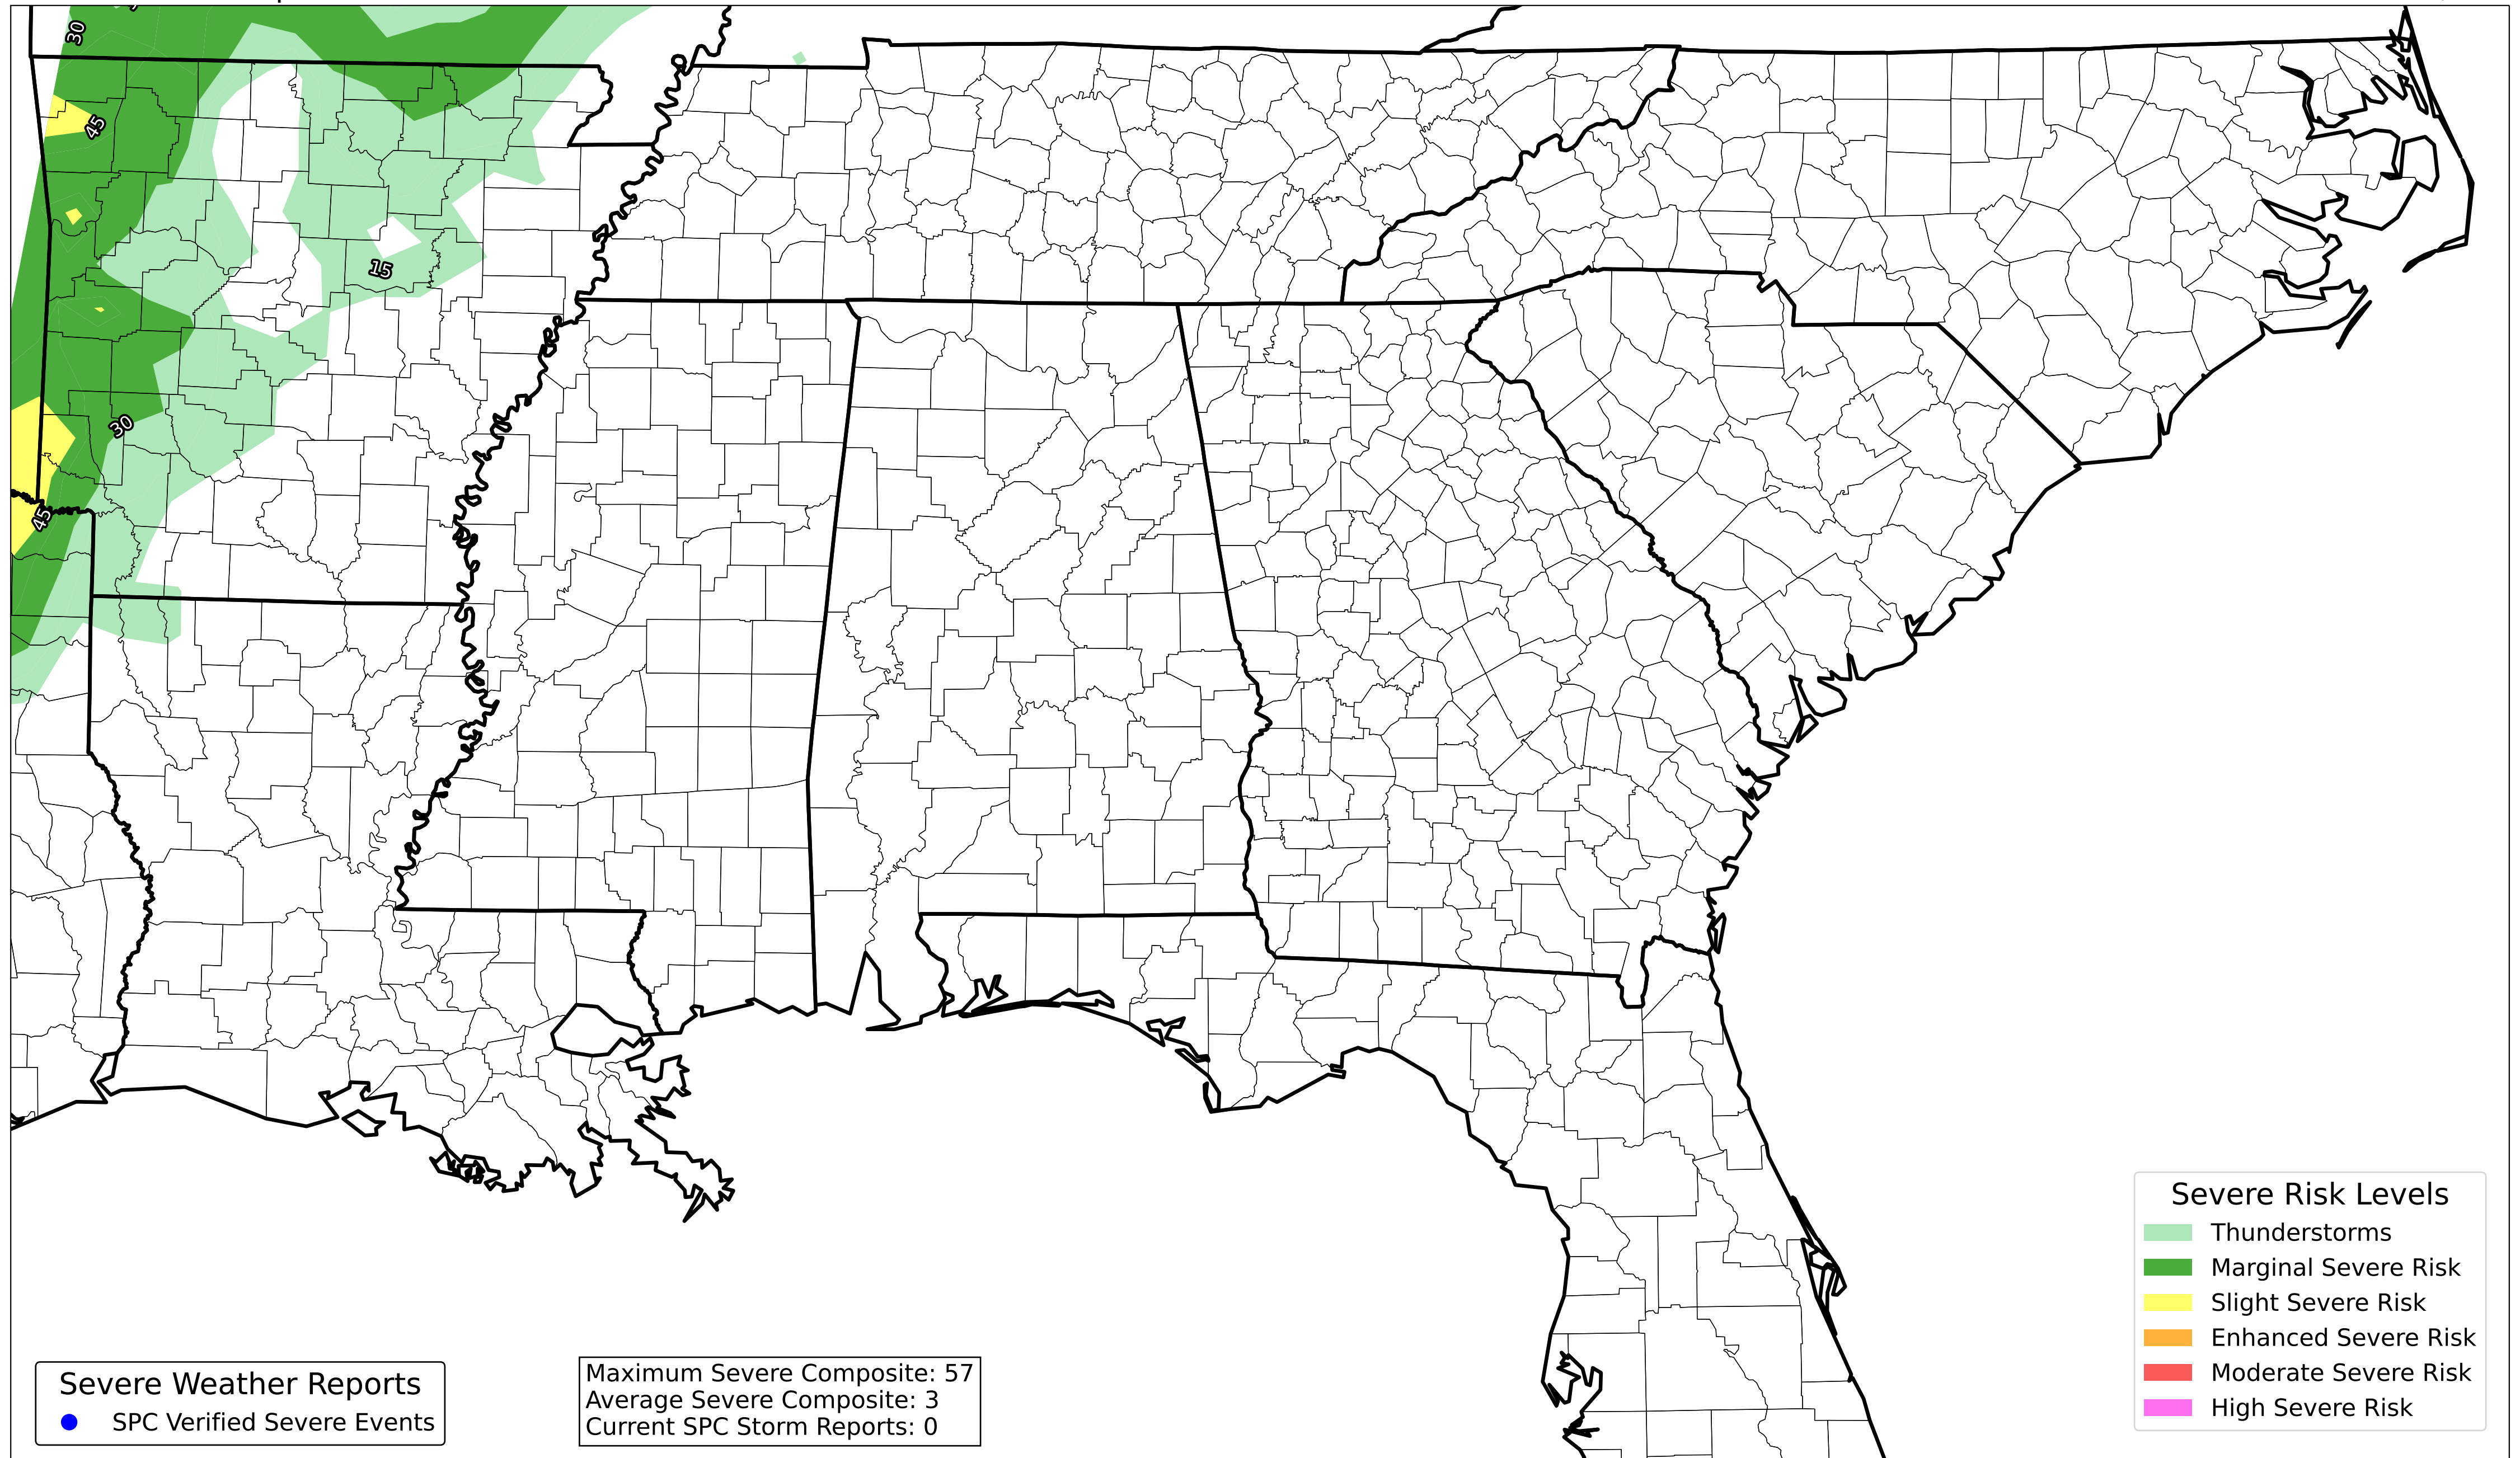 30
45
15
30
45
Severe Risk Levels
Thunderstorms
Marginal Severe Risk
Slight Severe Risk
Enhanced Severe Risk
Moderate Severe Risk
High Severe Risk
Severe Weather Reports
SPC Verified Severe Events
Maximum Severe Composite: 57
Average Severe Composite: 3
Current SPC Storm Reports: 0